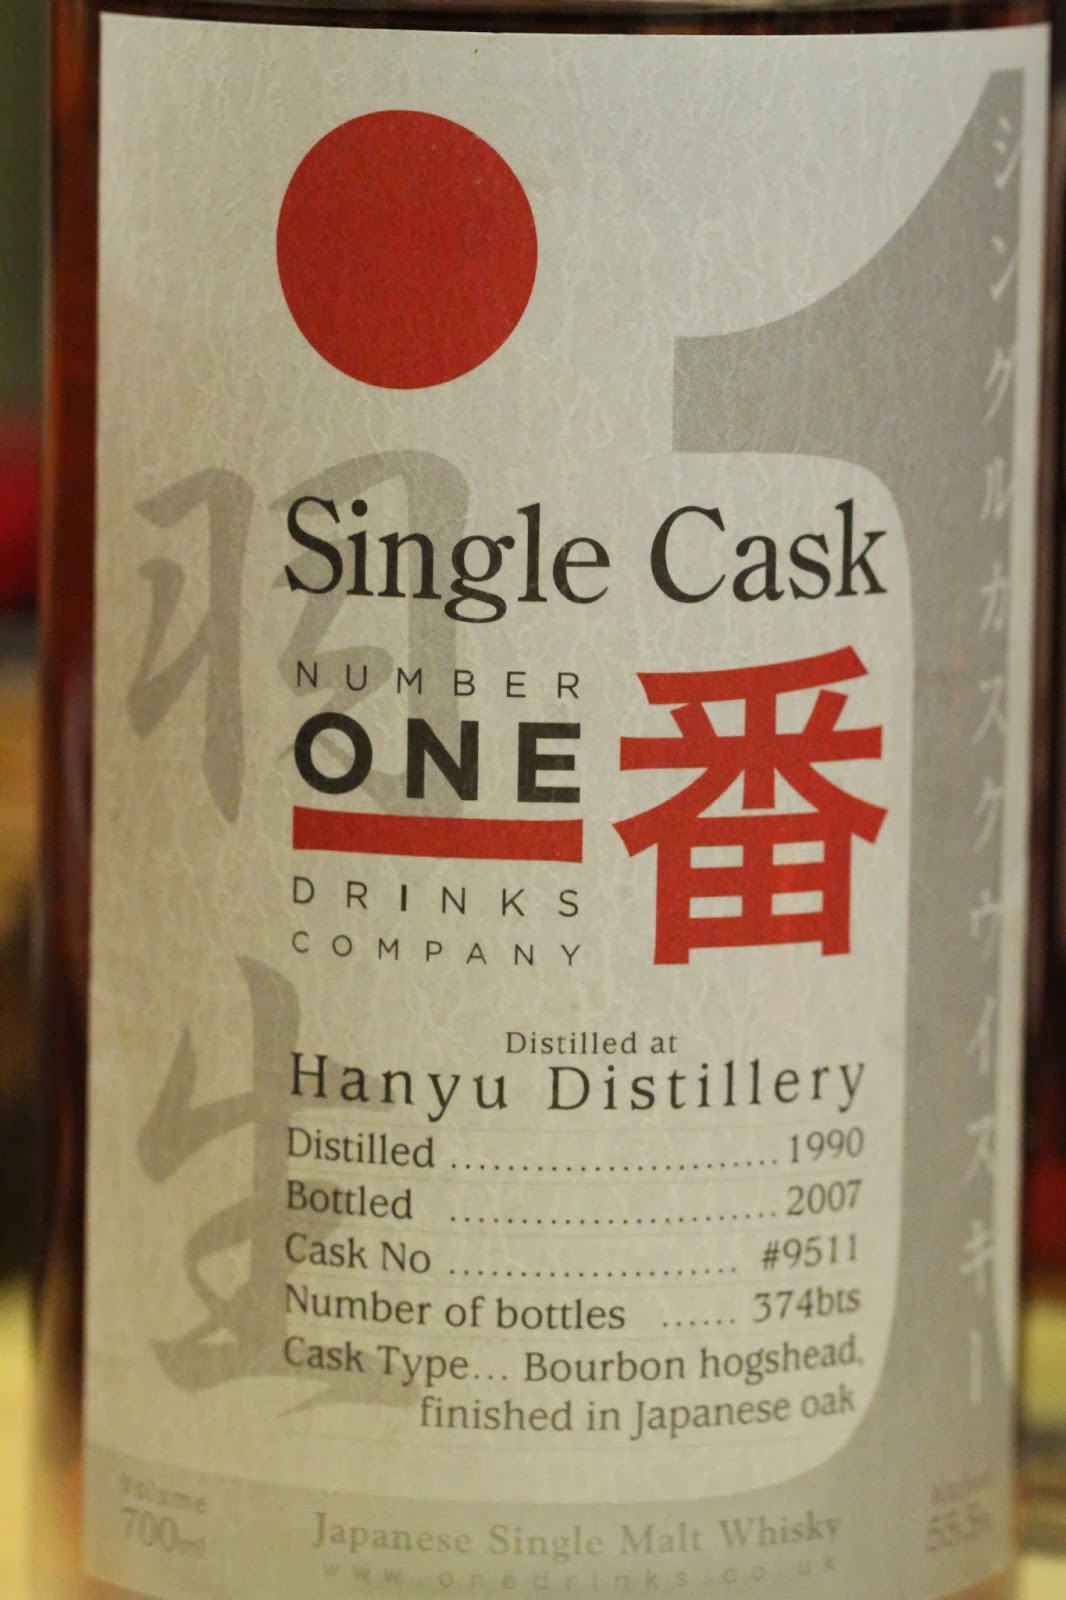 Single Cask
NUMBER
ONE
DRINKS
COMPANY
番
Distilled at
Hanyu Distillery
Distilled ........................ 1990
Bottled ........................ 2007
Cask No ..................... #9511
Number of bottles ...... 374bts
Cask Type... Bourbon hogshead,
finished in Japanese oak
Volume
700ml
Japanese Single Malt Whisky
www.onedrinks.co.uk
羽生
シングルカスクウイスキー